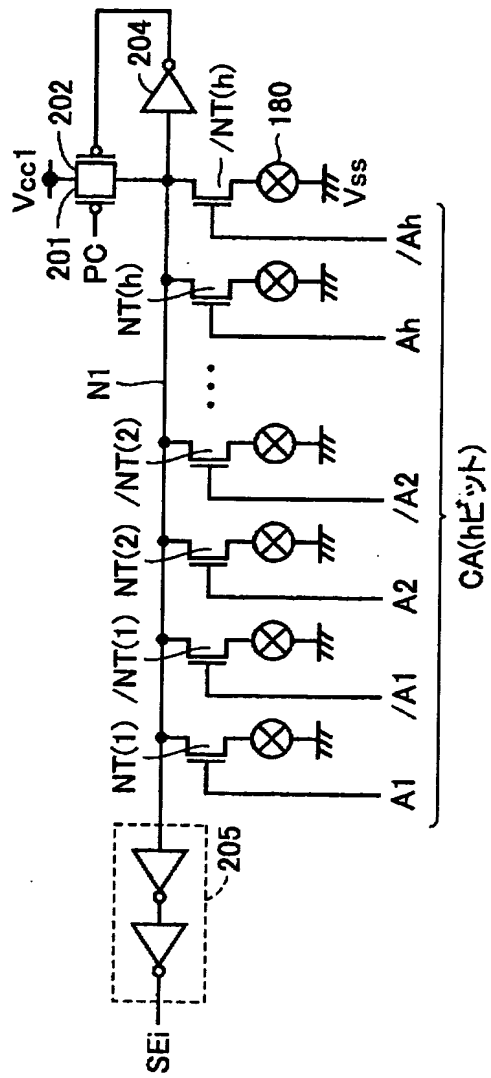 Vcc1
201
202
PC
204
N1
NT(1)
/NT(1)
NT(2)
/NT(2)
...
NT(h)
/NT(h)
205
180
Vss
SEi
A1
/A1
A2
/A2
Ah
/Ah
CA(hビット)